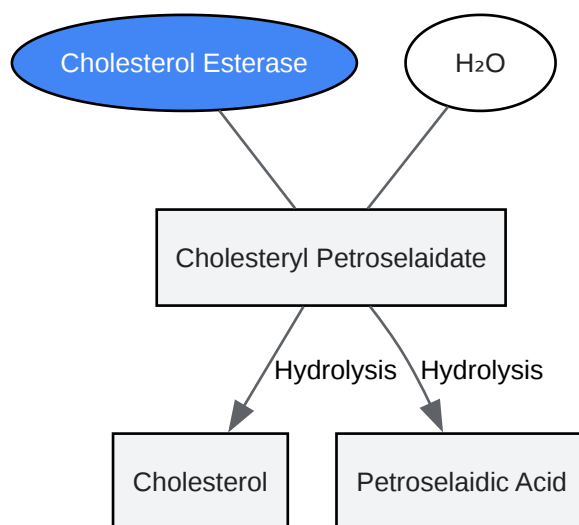 Cholesterol Esterase
H₂O
Cholesteryl Petroselaidate
Hydrolysis
Hydrolysis
Cholesterol
Petroselaidic Acid